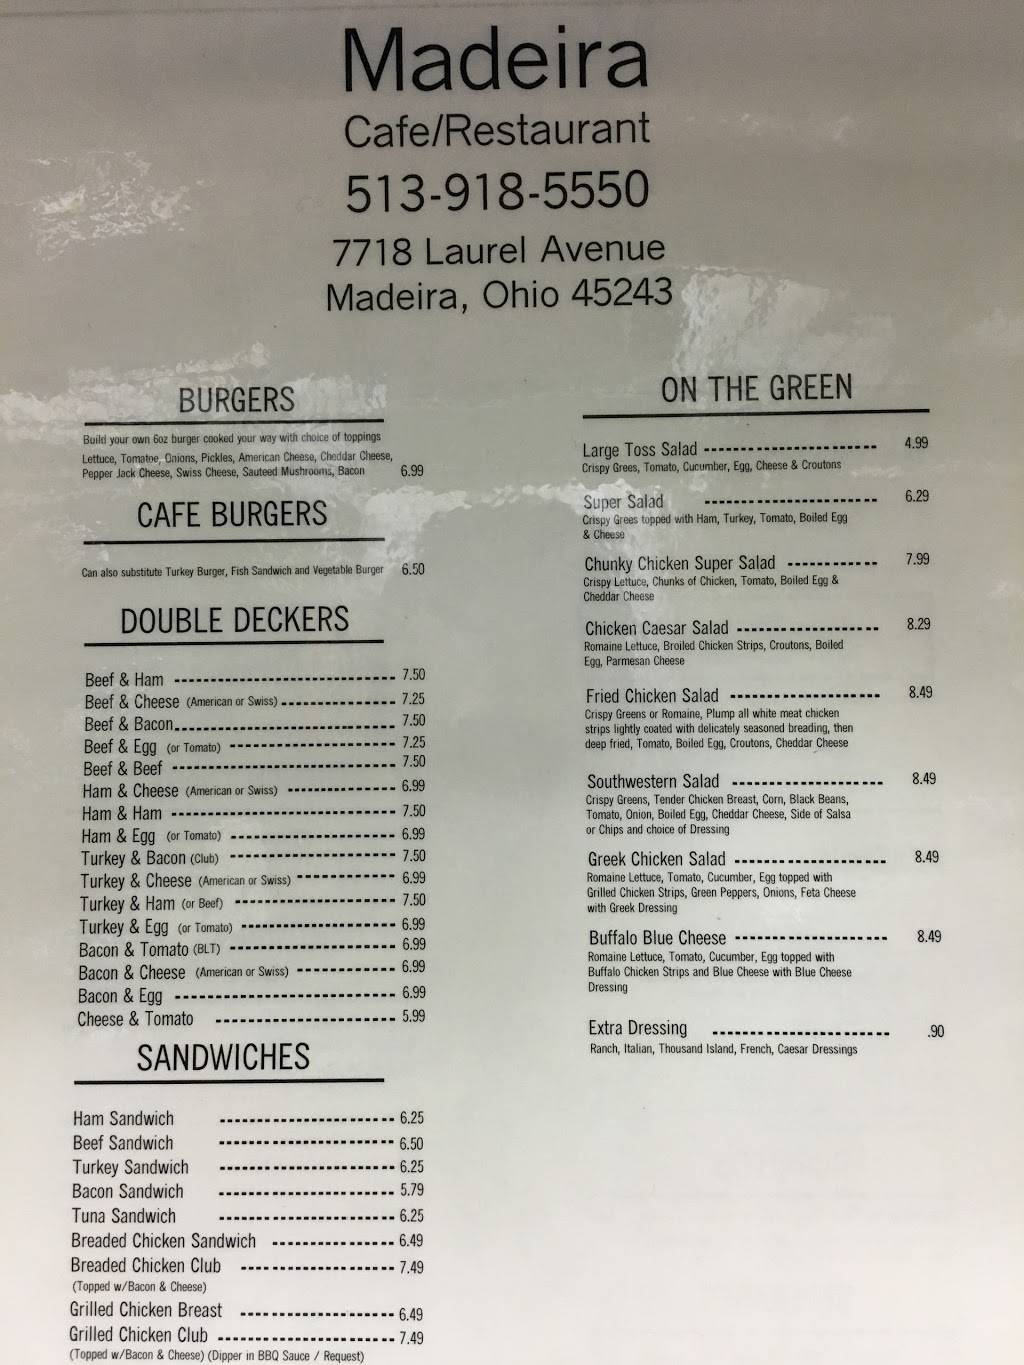 Madeira
Cafe/Restaurant
513-918-5550
7718 Laurel Avenue
Madeira, Ohio 45243
BURGERS
Build your own 6oz burger cooked your way with choice of toppings
Lettuce, Tomatoe, Onions, Pickles, American Cheese, Cheddar Cheese,
Pepper Jack Cheese, Swiss Cheese, Sauteed Mushrooms, Bacon 6.99
CAFE BURGERS
Can also substitute Turkey Burger, Fish Sandwich and Vegetable Burger 6.50
DOUBLE DECKERS
Beef & Ham 7.50
Beef & Cheese (American or Swiss) 7.25
Beef & Bacon 7.50
Beef & Egg (or Tomato) 7.25
Beef & Beef 7.50
Ham & Cheese (American or Swiss) 6.99
Ham & Ham 7.50
Ham & Egg (or Tomato) 6.99
Turkey & Bacon (Club) 7.50
Turkey & Cheese (American or Swiss) 6.99
Turkey & Ham (or Beef) 7.50
Turkey & Egg (or Tomato) 6.99
Bacon & Tomato (BLT) 6.99
Bacon & Cheese (American or Swiss) 6.99
Bacon & Egg 6.99
Cheese & Tomato 5.99
SANDWICHES
Ham Sandwich 6.25
Beef Sandwich 6.50
Turkey Sandwich 6.25
Bacon Sandwich 5.79
Tuna Sandwich 6.25
Breaded Chicken Sandwich 6.49
Breaded Chicken Club 7.49
(Topped w/Bacon & Cheese)
Grilled Chicken Breast 6.49
Grilled Chicken Club 7.49
(Topped w/Bacon & Cheese) (Dipper in BBQ Sauce / Request)
ON THE GREEN
Large Toss Salad 4.99
Crispy Grees, Tomato, Cucumber, Egg, Cheese & Croutons
Super Salad 6.29
Crispy Grees topped with Ham, Turkey, Tomato, Boiled Egg
& Cheese
Chunky Chicken Super Salad 7.99
Crispy Lettuce, Chunks of Chicken, Tomato, Boiled Egg &
Cheddar Cheese
Chicken Caesar Salad 8.29
Romaine Lettuce, Broiled Chicken Strips, Croutons, Boiled
Egg, Parmesan Cheese
Fried Chicken Salad 8.49
Crispy Greens or Romaine, Plump all white meat chicken
strips lightly coated with delicately seasoned breading, then
deep fried, Tomato, Boiled Egg, Croutons, Cheddar Cheese
Southwestern Salad 8.49
Crispy Greens, Tender Chicken Breast, Corn, Black Beans,
Tomato, Onion, Boiled Egg, Cheddar Cheese, Side of Salsa
or Chips and choice of Dressing
Greek Chicken Salad 8.49
Romaine Lettuce, Tomato, Cucumber, Egg topped with
Grilled Chicken Strips, Green Peppers, Onions, Feta Cheese
with Greek Dressing
Buffalo Blue Cheese 8.49
Romaine Lettuce, Tomato, Cucumber, Egg topped with
Buffalo Chicken Strips and Blue Cheese with Blue Cheese
Dressing
Extra Dressing .90
Ranch, Italian, Thousand Island, French, Caesar Dressings